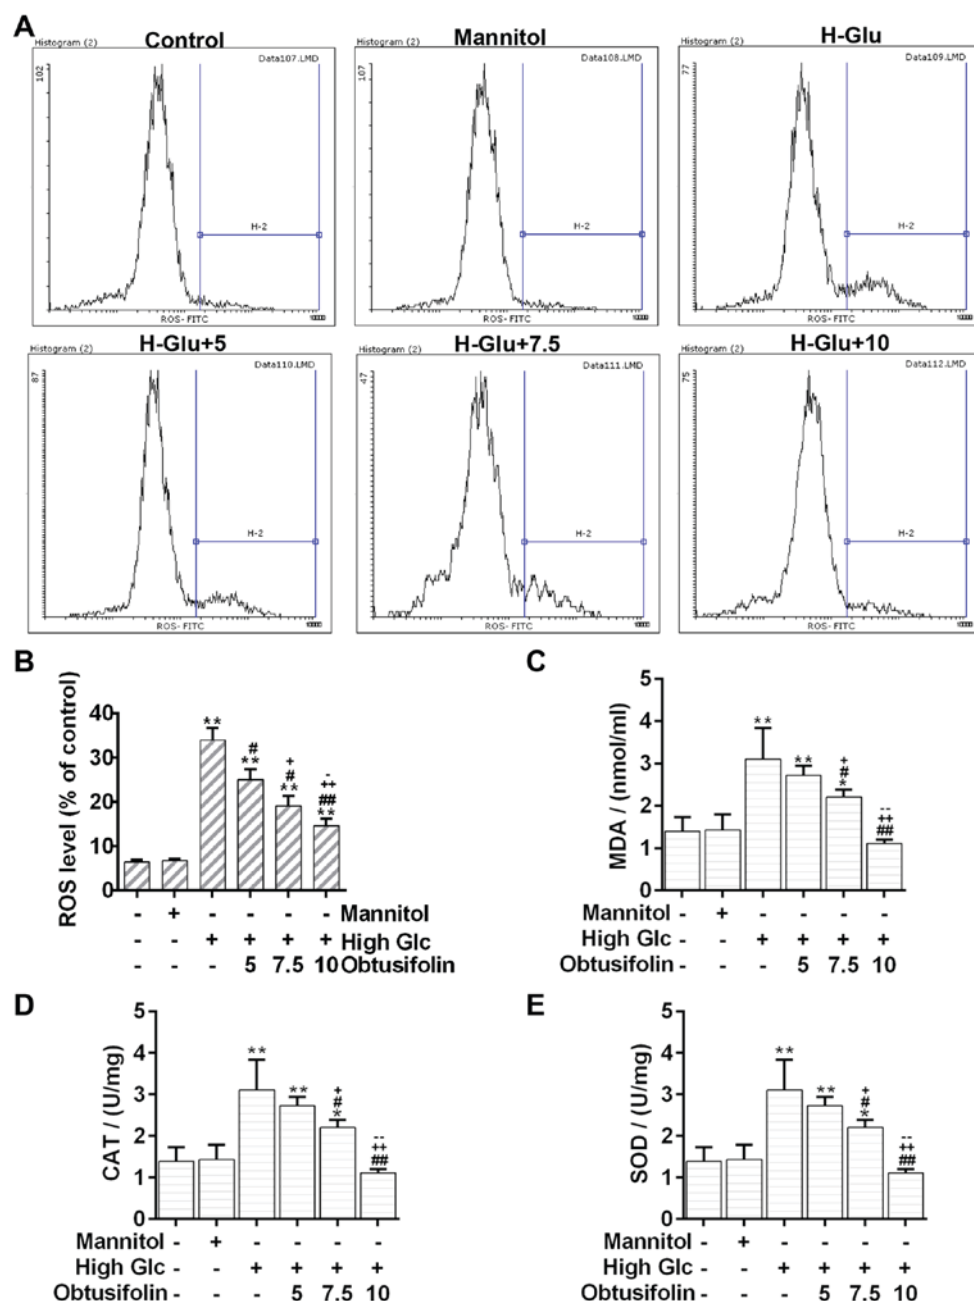 A
Control
Mannitol
H-Glu
Histogram (2)
Histogram (2)
Histogram (2)
Data107.LMD
Data108.LMD
Data109.LMD
102
107
77
H-2
H-2
H-2
ROS- FITC
ROS- FITC
ROS- FITC
H-Glu+5
H-Glu+7.5
H-Glu+10
Histogram (2)
Histogram (2)
Histogram (2)
Data110.LMD
Data111.LMD
Data112.LMD
87
47
75
H-2
H-2
H-2
ROS- FITC
ROS- FITC
ROS- FITC
B
ROS level (% of control)
40
30
20
10
0
**
# **
+ # **
- ++ ## **
- + - - - - Mannitol
- - + + + + High Glc
- - - 5 7.5 10 Obtusifolin
C
MDA / (nmol/ml)
5
4
3
2
1
0
**
**
+ # *
-- ++ ##
Mannitol - + - - - -
High Glc - - + + + +
Obtusifolin - - - 5 7.5 10
D
CAT / (U/mg)
5
4
3
2
1
0
**
**
+ # *
-- ++ ##
Mannitol - + - - - -
High Glc - - + + + +
Obtusifolin - - - 5 7.5 10
E
SOD / (U/mg)
5
4
3
2
1
0
**
**
+ # *
-- ++ ##
Mannitol - + - - - -
High Glc - - + + + +
Obtusifolin - - - 5 7.5 10